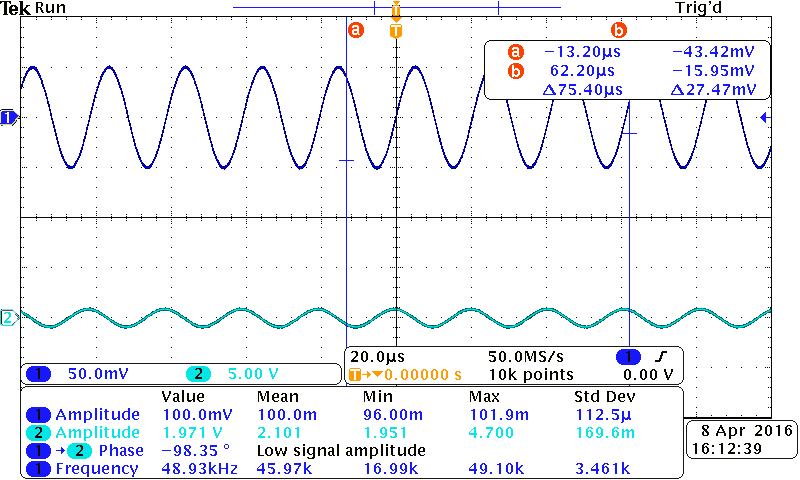 Tek Run Trig'd
T
a T b
a −13.20µs −43.42mV
b 62.20µs −15.95mV
Δ75.40µs Δ27.47mV
1
2
1 50.0mV 2 5.00 V
20.0µs 50.0MS/s 1
T→▼0.00000 s 10k points 0.00 V
Value Mean Min Max Std Dev
1 Amplitude 100.0mV 100.0m 96.00m 101.9m 112.5µ
2 Amplitude 1.971 V 2.101 1.951 4.700 169.6m
1 → 2 Phase −98.35 ° Low signal amplitude
1 Frequency 48.93kHz 45.97k 16.99k 49.10k 3.461k
8 Apr 2016
16:12:39